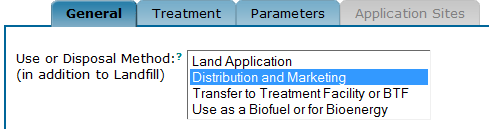 General Treatment Parameters Application Sites
Use or Disposal Method:?
(in addition to Landfill)
Land Application
Distribution and Marketing
Transfer to Treatment Facility or BTF
Use as a Biofuel or for Bioenergy